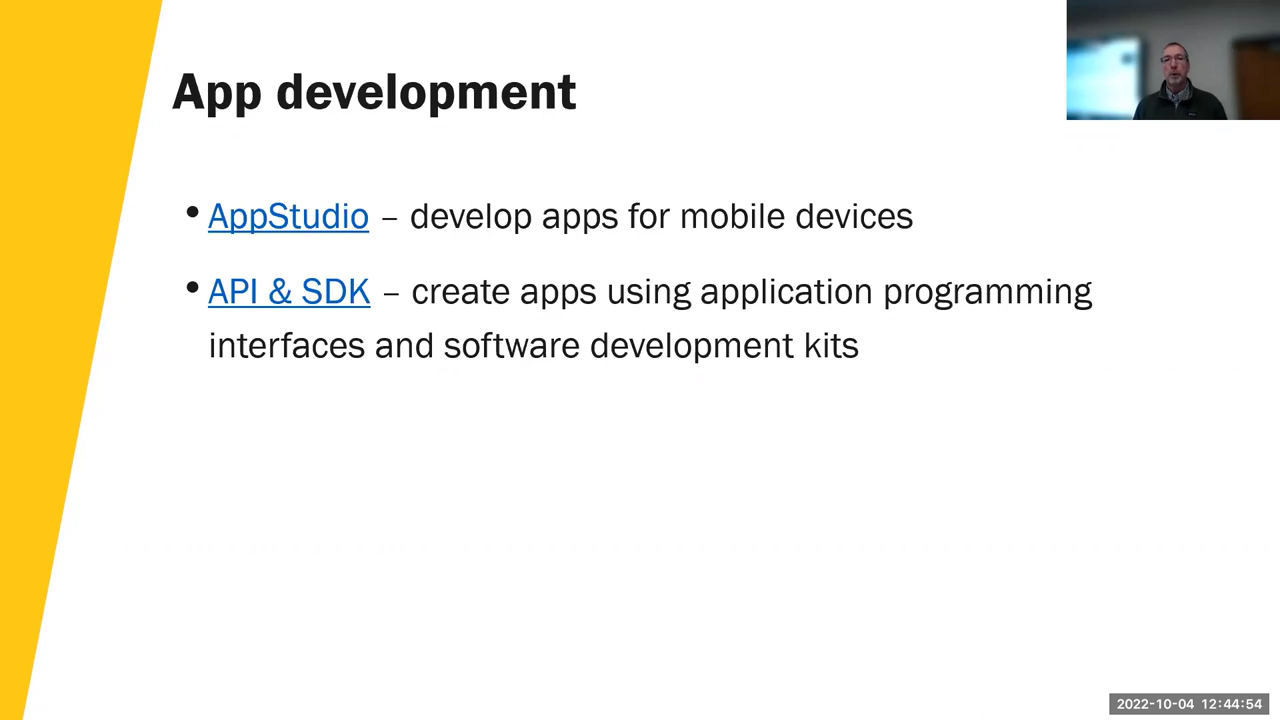 App development
• AppStudio – develop apps for mobile devices
• API & SDK – create apps using application programming
interfaces and software development kits
2022-10-04 12:44:54